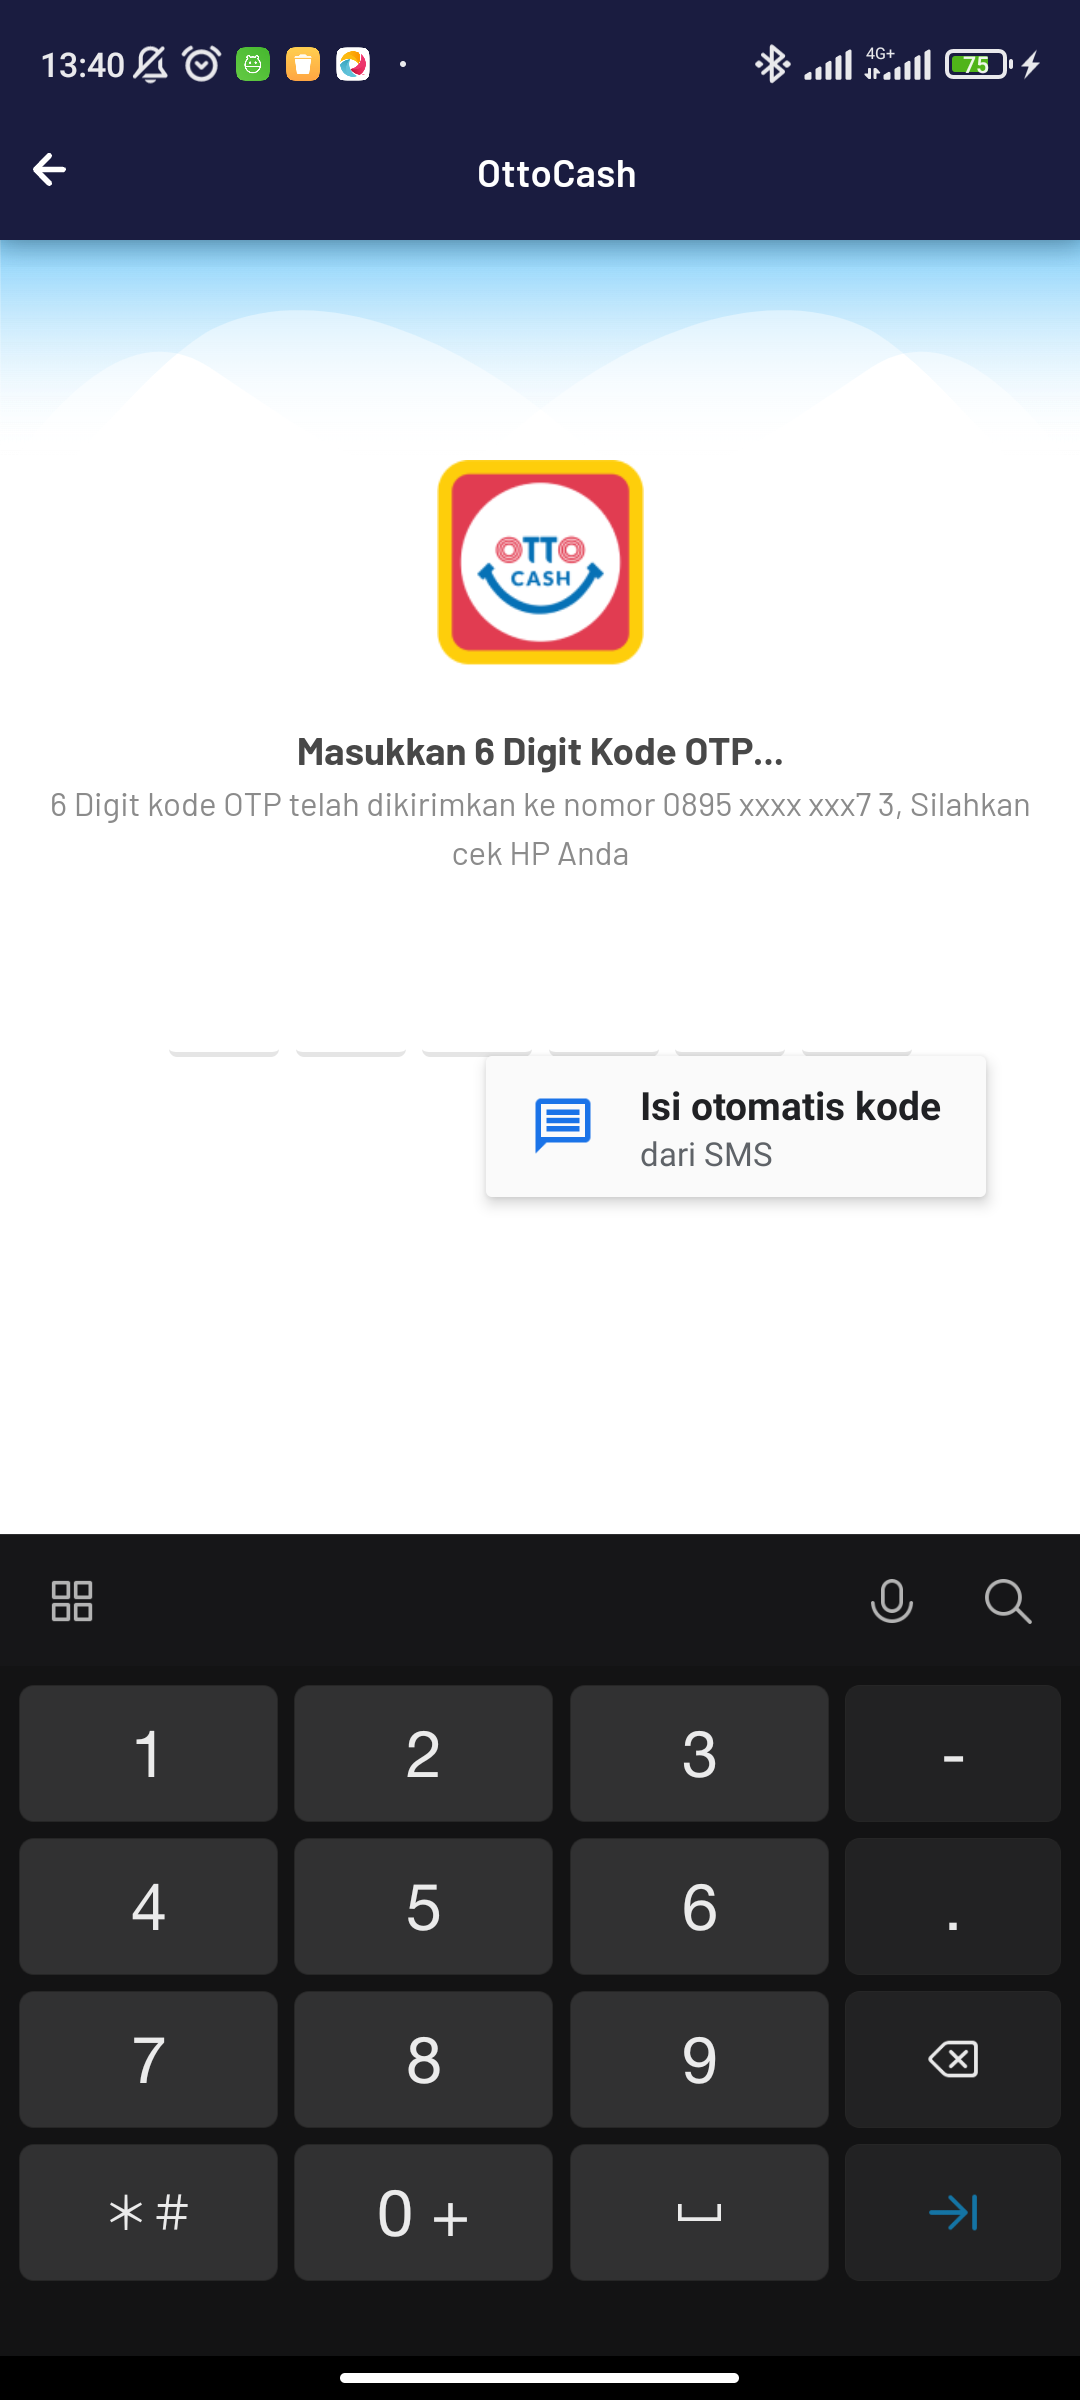 13:40
4G+
75
OttoCash
OTTO
CASH
Masukkan 6 Digit Kode OTP...
6 Digit kode OTP telah dikirimkan ke nomor 0895 xxxx xxx7 3, Silahkan
cek HP Anda
Isi otomatis kode
dari SMS
1 2 3 -
4 5 6 .
7 8 9
*# 0 +